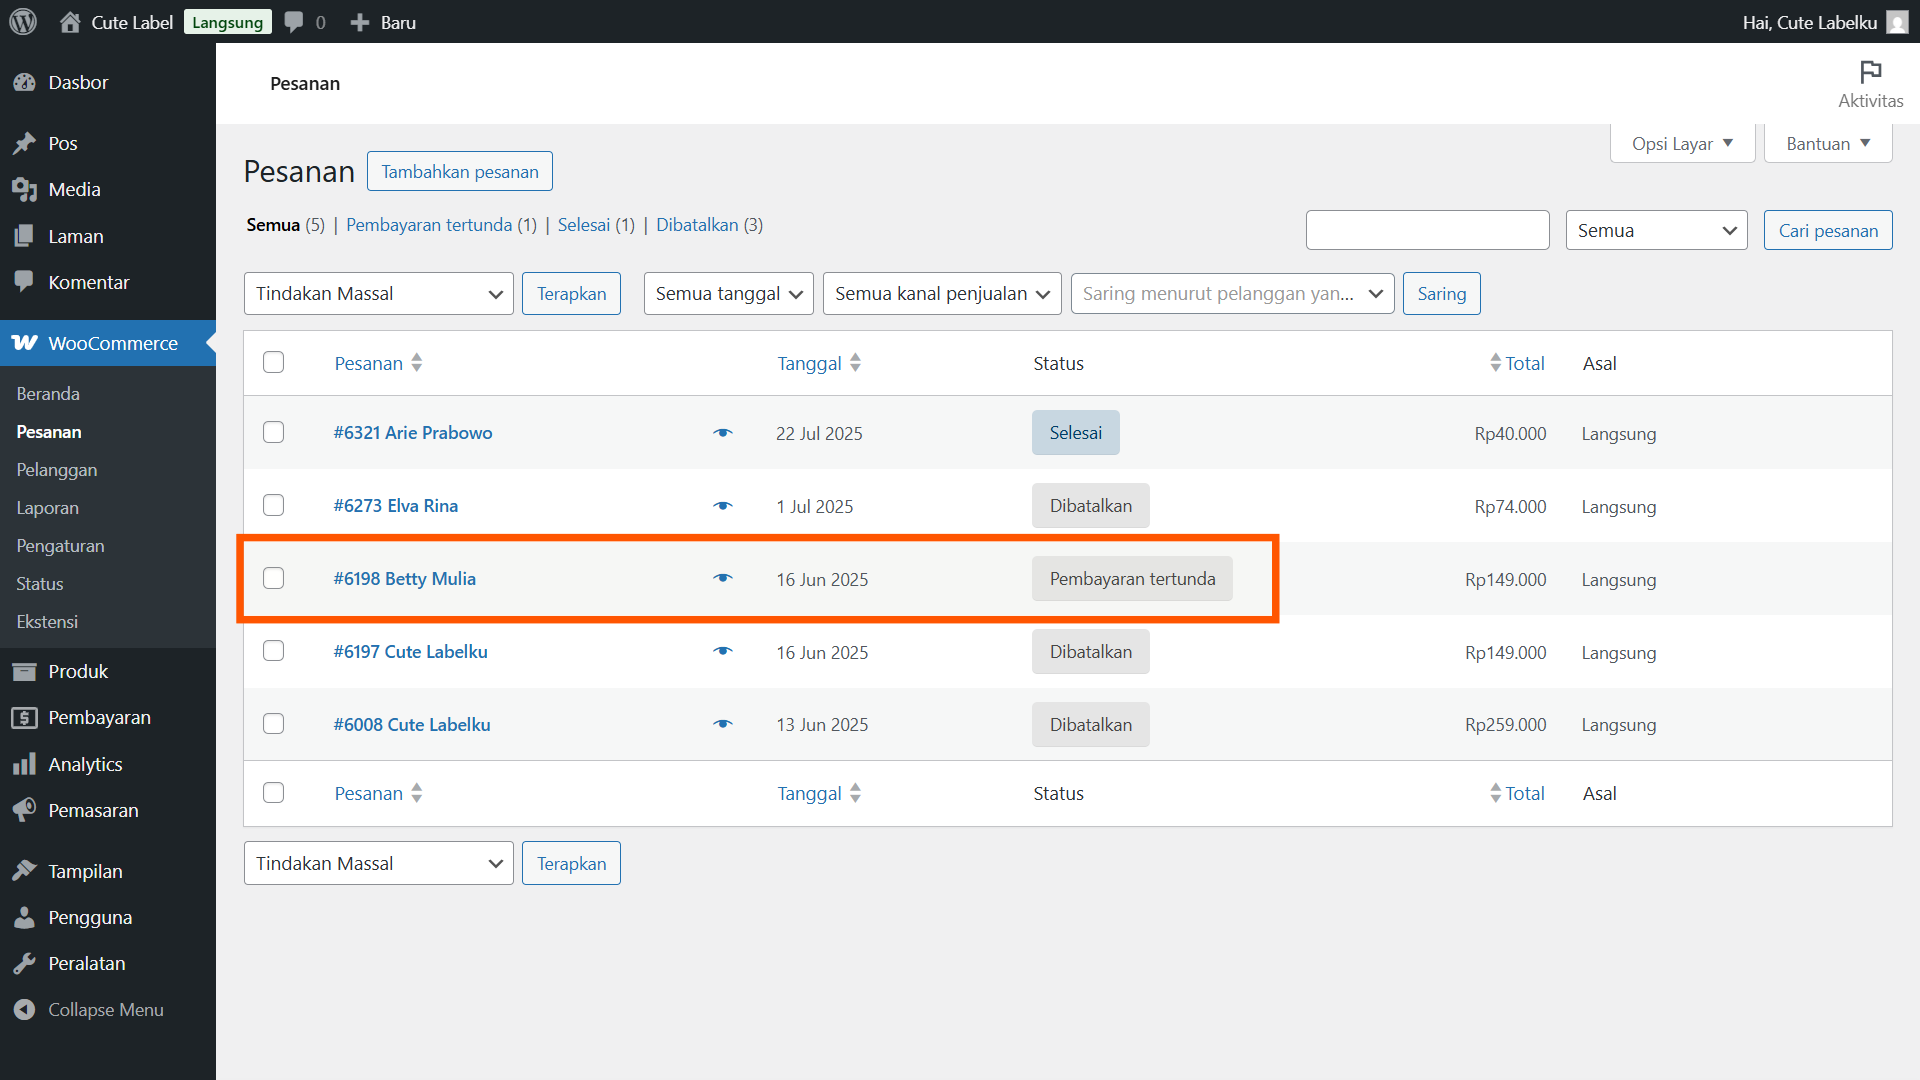 Cute Label Langsung 0 Baru Hai, Cute Labelku
Dasbor
Pos
Media
Laman
Komentar
WooCommerce
Beranda
Pesanan
Pelanggan
Laporan
Pengaturan
Status
Ekstensi
Produk
Pembayaran
Analytics
Pemasaran
Tampilan
Pengguna
Peralatan
Collapse Menu
Pesanan
Aktivitas
Opsi Layar Bantuan
Pesanan Tambahkan pesanan
Semua (5) | Pembayaran tertunda (1) | Selesai (1) | Dibatalkan (3)
Semua Cari pesanan
Tindakan Massal Terapkan Semua tanggal Semua kanal penjualan Saring menurut pelanggan yan... Saring
Pesanan Tanggal Status Total Asal
#6321 Arie Prabowo 22 Jul 2025 Selesai Rp40.000 Langsung
#6273 Elva Rina 1 Jul 2025 Dibatalkan Rp74.000 Langsung
#6198 Betty Mulia 16 Jun 2025 Pembayaran tertunda Rp149.000 Langsung
#6197 Cute Labelku 16 Jun 2025 Dibatalkan Rp149.000 Langsung
#6008 Cute Labelku 13 Jun 2025 Dibatalkan Rp259.000 Langsung
Pesanan Tanggal Status Total Asal
Tindakan Massal Terapkan